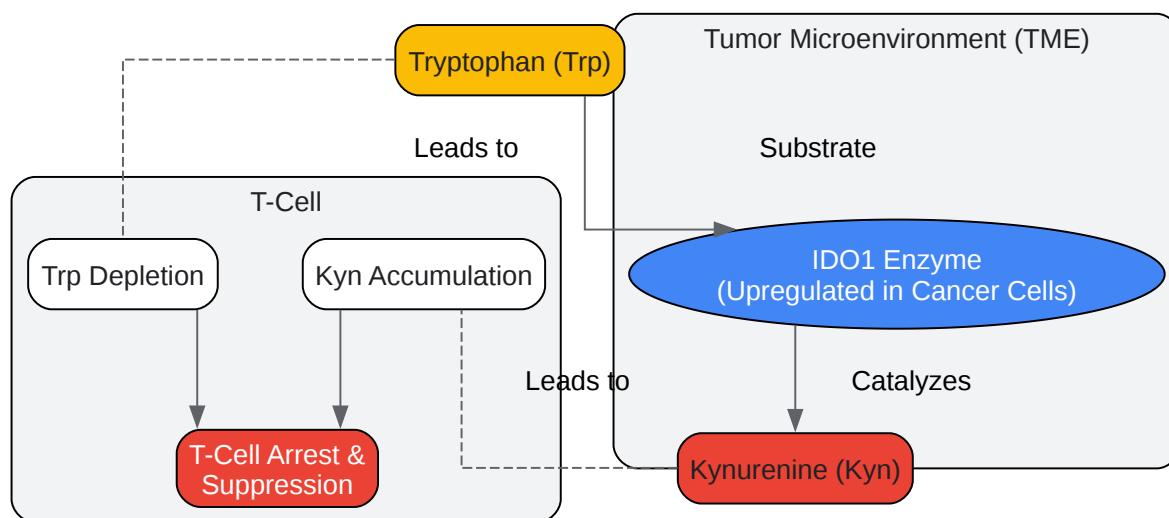 Tumor Microenvironment (TME)
Tryptophan (Trp)
Leads to
Substrate
T-Cell
Trp Depletion
Kyn Accumulation
IDO1 Enzyme
(Upregulated in Cancer Cells)
Leads to
Catalyzes
T-Cell Arrest &
Suppression
Kynurenine (Kyn)